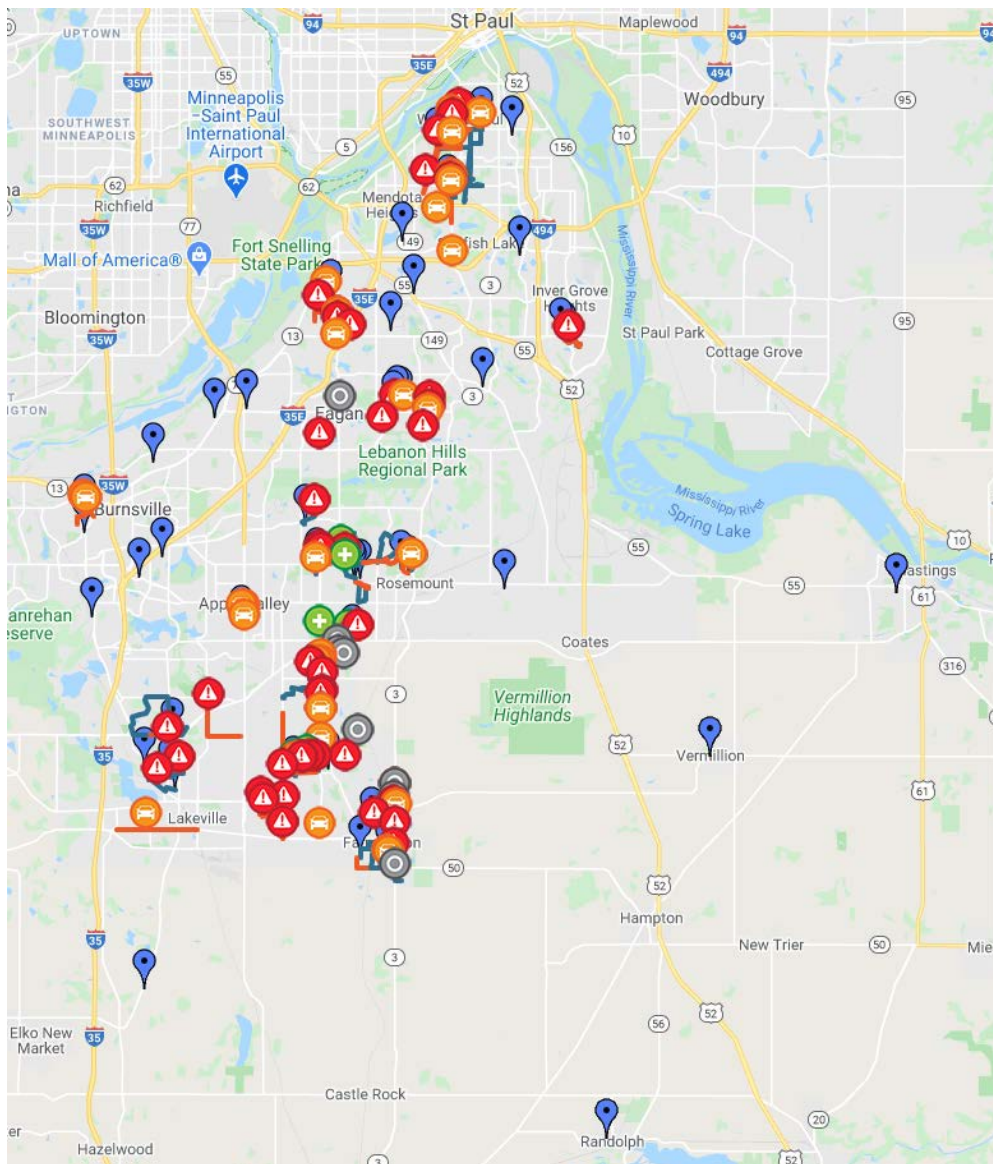 St Paul
Maplewood
UPTOWN
94
94
94
35E
52
35W
55
494
Woodbury
95
Minneapolis
-Saint Paul
International
Airport
SOUTHWEST
MINNEAPOLIS
5
156
10
62
62
Richfield
Mendota
Heights
35W
77
149
494
Fort Snelling
State Park
Mall of America®
55
3
Mississippi River
35E
Inver Grove
Bloomington
35W
13
149
St Paul Park
95
55
Cottage Grove
3
52
35E
Eagan
Lebanon Hills
Regional Park
35W
13
Burnsville
Mississippi River
Spring Lake
55
10
Rosemount
Hastings
55
61
Coates
316
3
Vermillion
Highlands
52
35
Vermillion
61
Lakeville
50
52
Hampton
35
New Trier
50
3
52
Elko New
Market
35
56
Castle Rock
20
Randolph
Hazelwood
3
52